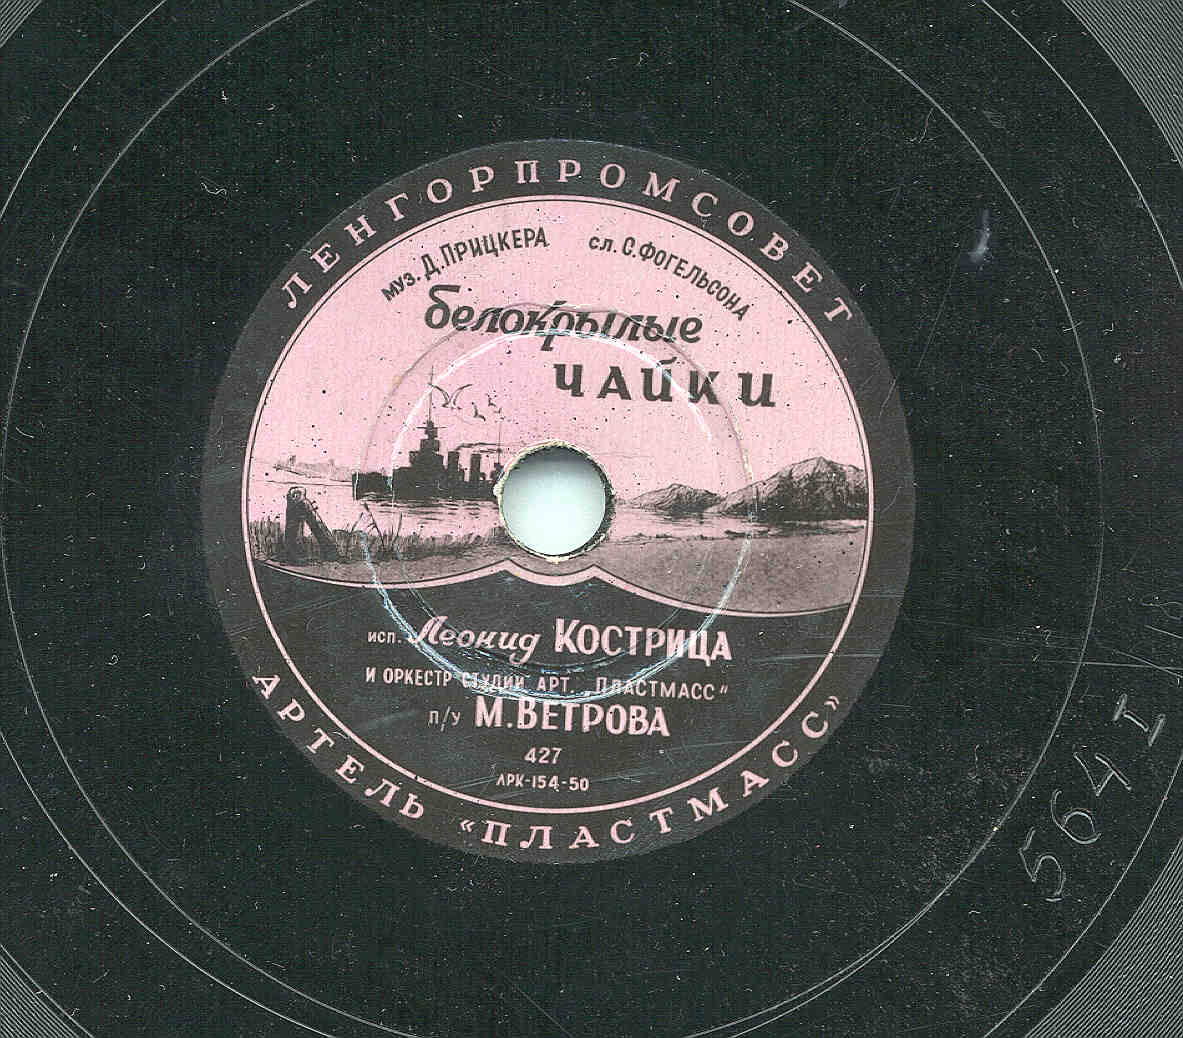 ЛЕНГОРПРОМСОВЕТ
муз. Д. ПРИЦКЕРА сл. С. ФОГЕЛЬСОНА
белокрылые
ЧАЙКИ
исп. Леонид КОСТРИЦА
И ОРКЕСТР СТУДИИ АРТ. „ПЛАСТМАСС"
п/у М. ВЕТРОВА
427
ЛРК-154-50
АРТЕЛЬ «ПЛАСТМАСС»
5641